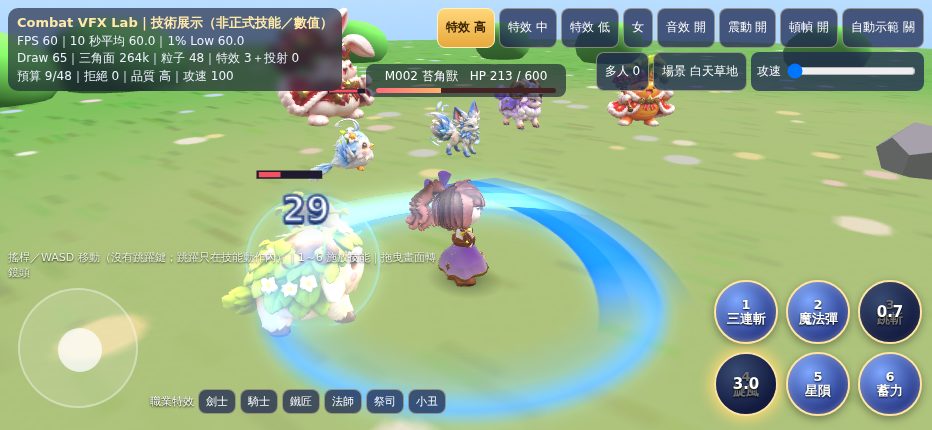 Combat VFX Lab｜技術展示（非正式技能／數值）
FPS 60｜10 秒平均 60.0｜1% Low 60.0
Draw 65｜三角面 264k｜粒子 48｜特效 3＋投射 0
預算 9/48｜拒絕 0｜品質 高｜攻速 100
特效 高
特效 中
特效 低
女
音效 開
震動 開
頓幀 開
自動示範 關
多人 0
場景 白天草地
攻速
M002 苔角獸 HP 213 / 600
29
搖桿／WASD 移動（沒有跳躍鍵；跳躍只在技能動作內）｜1～6 施放技能｜拖曳畫面轉
鏡頭
1
三連斬
2
魔法彈
3
0.7
4
3.0
旋風
5
星隕
6
蓄力
職業特效
劍士
騎士
鐵匠
法師
祭司
小丑